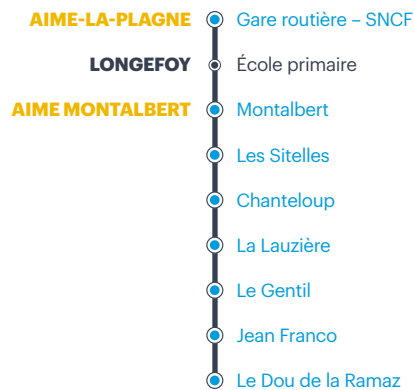 AIME-LA-PLAGNE Gare routière – SNCF
LONGEFOY École primaire
AIME MONTALBERT Montalbert
Les Sitelles
Chanteloup
La Lauzière
Le Gentil
Jean Franco
Le Dou de la Ramaz